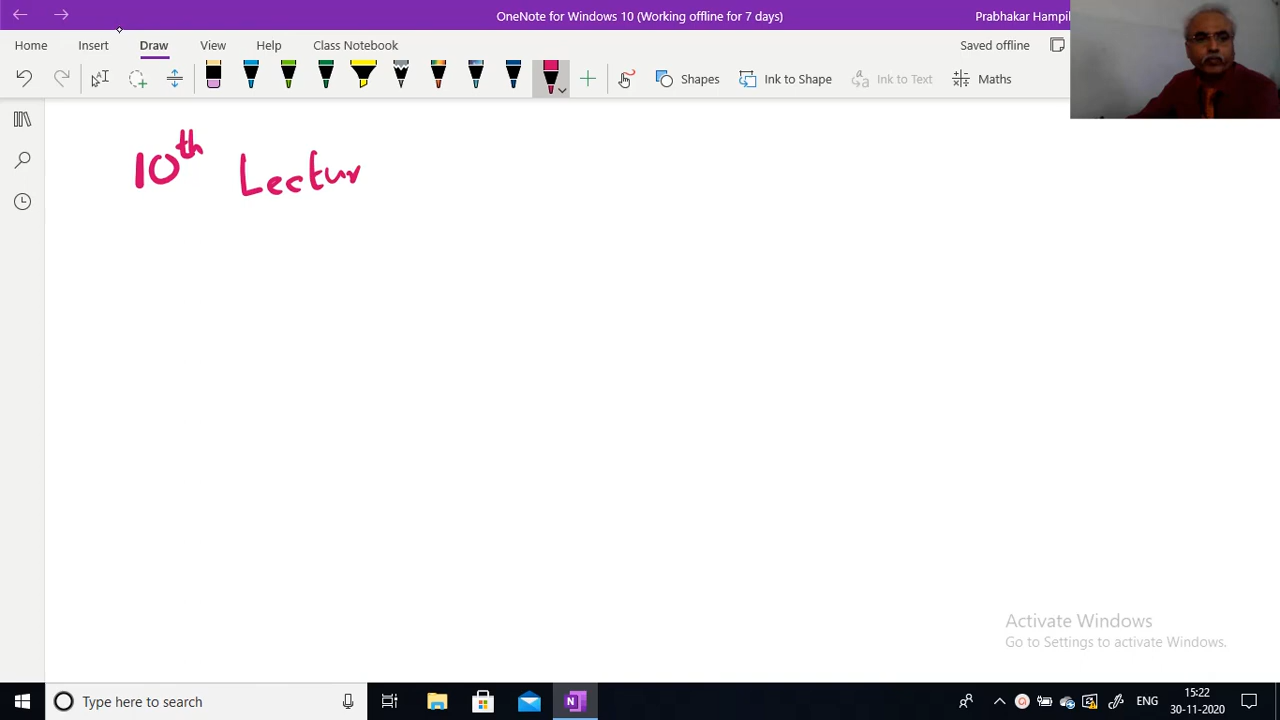 OneNote for Windows 10 (Working offline for 7 days)
Prabhakar Hampil
Home Insert Draw View Help Class Notebook Saved offline
Shapes Ink to Shape Ink to Text Maths
10th Lectur
Activate Windows
Go to Settings to activate Windows.
Type here to search
ENG
15:22
30-11-2020